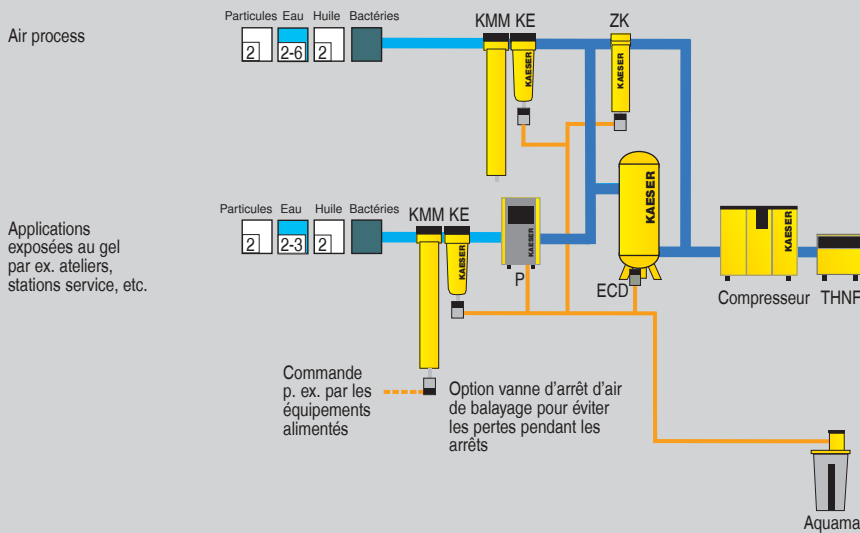 Particules Eau Huile Bactéries
KMM KE
ZK
Air process
2
2-6
2
KAESER
KAESER
KAESER
Particules Eau Huile Bactéries
KMM KE
Applications
exposées au gel
par ex. ateliers,
stations service, etc.
2
2-3
2
KAESER
KAESER
KAESER
P
ECD
Compresseur
THNF
Commande
p. ex. par les
équipements
alimentés
Option vanne d'arrêt d'air
de balayage pour éviter
les pertes pendant les
arrêts
Aquama